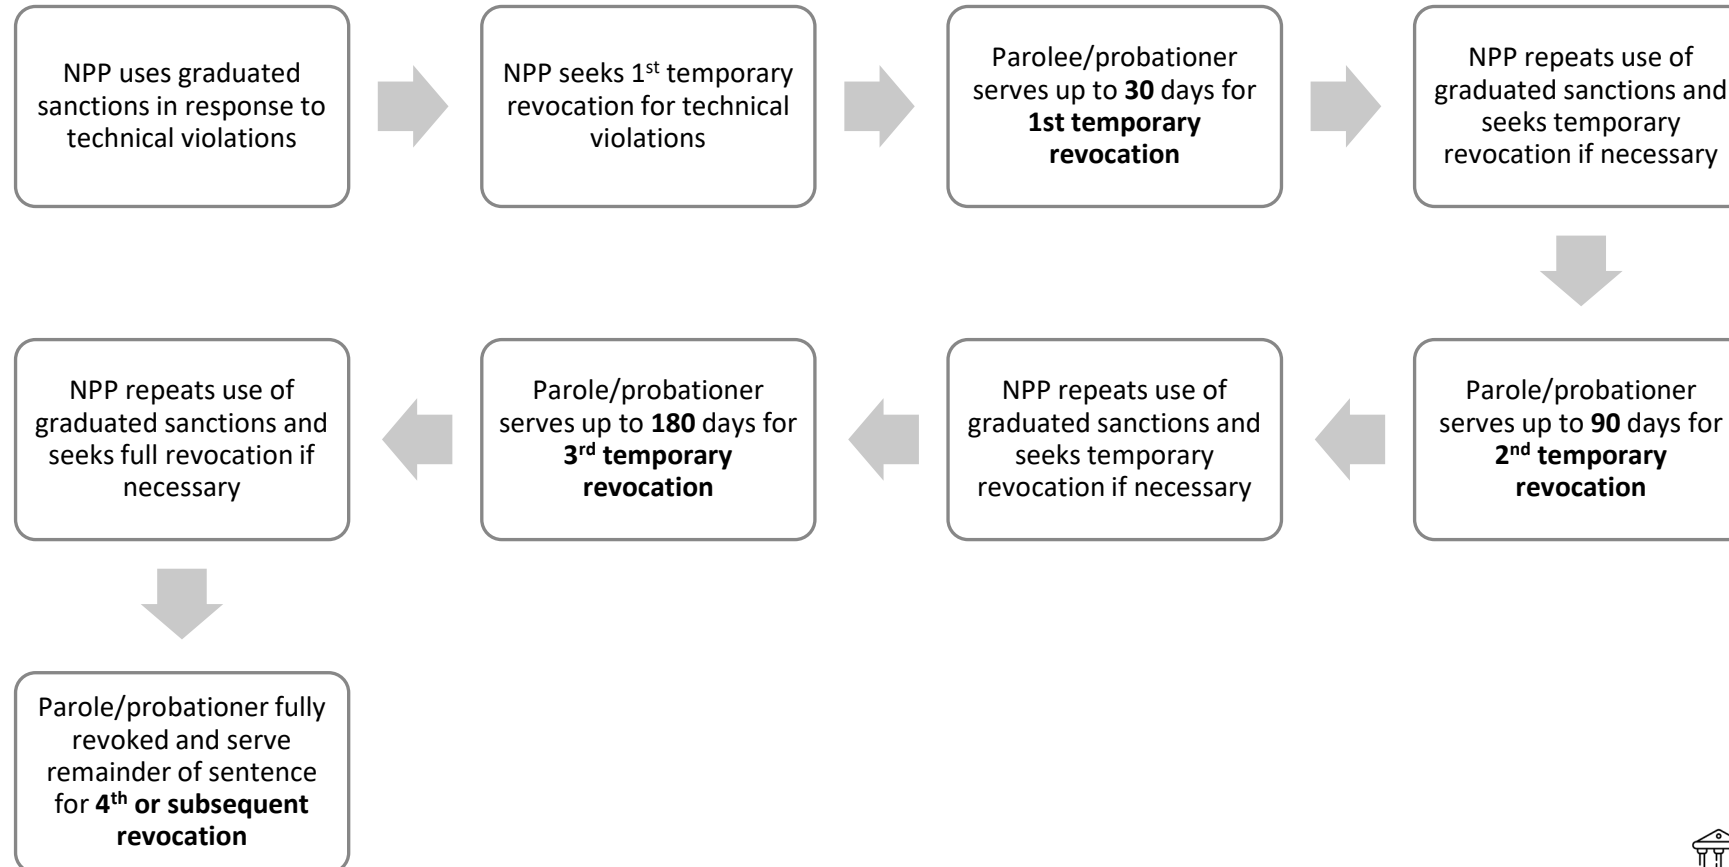 NPP uses graduated
sanctions in response to
technical violations
NPP seeks 1st temporary
revocation for technical
violations
Parolee/probationer
serves up to 30 days for
1st temporary
revocation
NPP repeats use of
graduated sanctions and
seeks temporary
revocation if necessary
Parole/probationer
serves up to 90 days for
2nd temporary
revocation
NPP repeats use of
graduated sanctions and
seeks temporary
revocation if necessary
Parole/probationer
serves up to 180 days for
3rd temporary
revocation
NPP repeats use of
graduated sanctions and
seeks full revocation if
necessary
Parole/probationer fully
revoked and serve
remainder of sentence
for 4th or subsequent
revocation